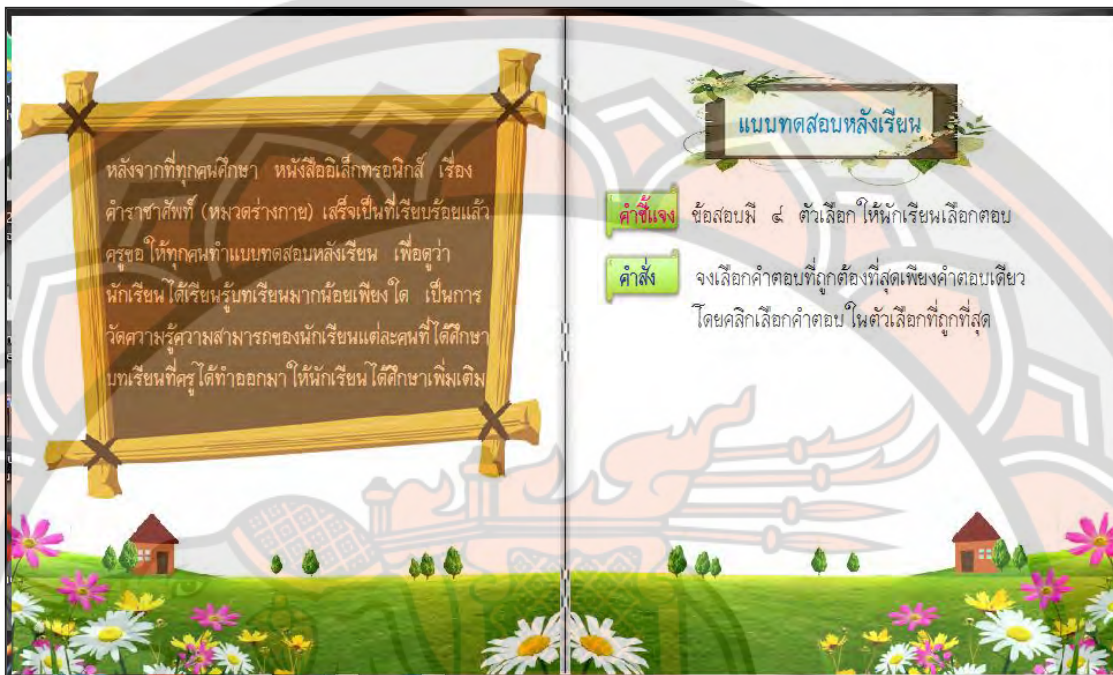 หลังจากที่ทุกคนศึกษา หนังสืออิเล็กทรอนิกส์ เรื่อง
คำราชาศัพท์ (หมวดร่างกาย) เสร็จเป็นที่เรียบร้อยแล้ว
ครูขอให้ทุกคนทำแบบทดสอบหลังเรียน เพื่อดูว่า
นักเรียนได้เรียนรู้บทเรียนมากน้อยเพียงใด เป็นการ
วัดความรู้ความสามารถของนักเรียนแต่ละคนที่ได้ศึกษา
บทเรียนที่ครูได้ทำออกมาให้นักเรียนได้ศึกษาเพิ่มเติม
แบบทดสอบหลังเรียน
คำชี้แจง ข้อสอบมี ๔ ตัวเลือก ให้นักเรียนเลือกตอบ
คำสั่ง จงเลือกคำตอบที่ถูกต้องที่สุดเพียงคำตอบเดียว
โดยคลิกเลือกคำตอบในตัวเลือกที่ถูกที่สุด